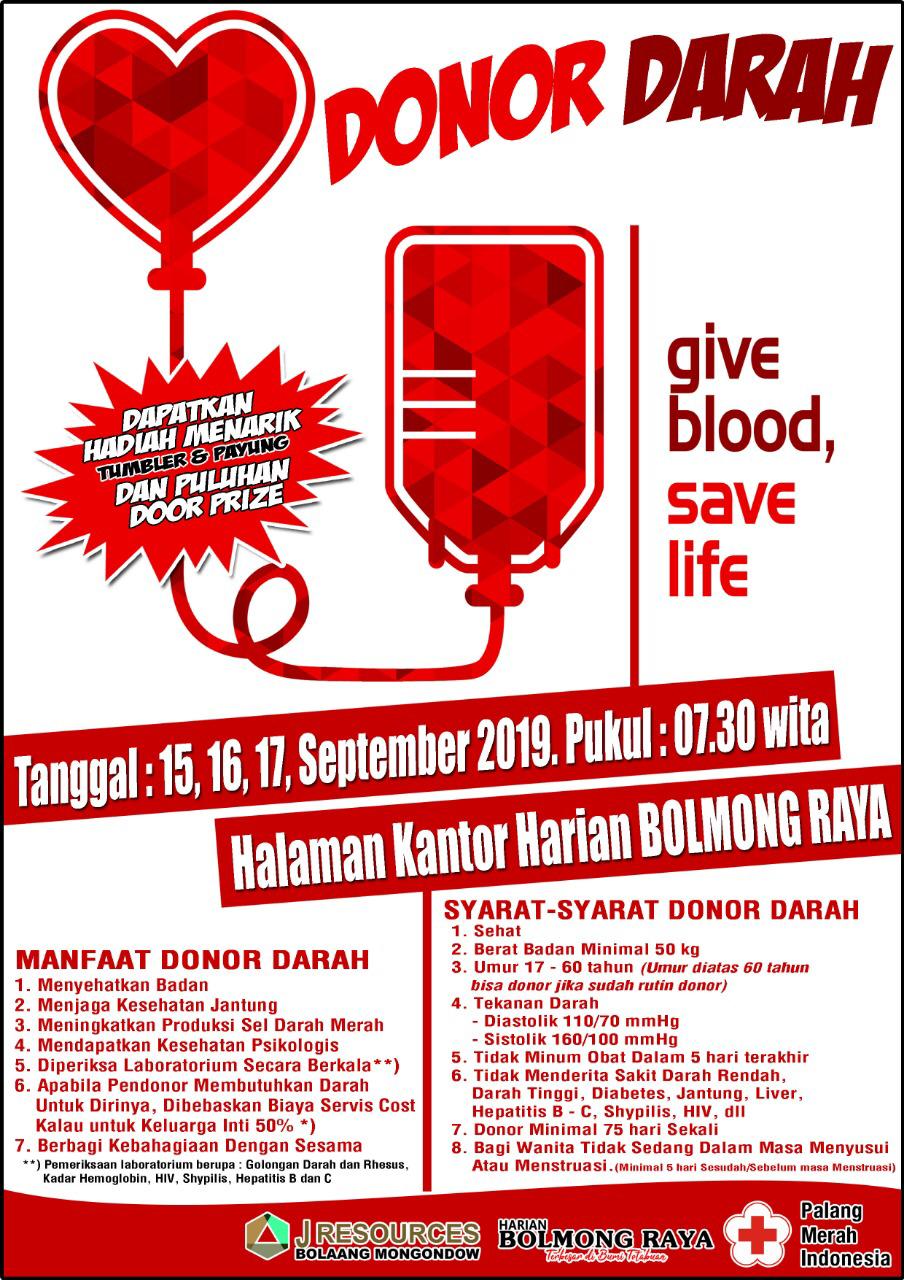 DONOR DARAH
give
blood,
save
life
DAPATKAN
HADIAH MENARIK
TUMBLER & PAYUNG
DAN PULUHAN
DOOR PRIZE
Tanggal : 15, 16, 17, September 2019. Pukul : 07.30 wita
Halaman Kantor Harian BOLMONG RAYA
MANFAAT DONOR DARAH
1. Menyehatkan Badan
2. Menjaga Kesehatan Jantung
3. Meningkatkan Produksi Sel Darah Merah
4. Mendapatkan Kesehatan Psikologis
5. Diperiksa Laboratorium Secara Berkala**)
6. Apabila Pendonor Membutuhkan Darah
Untuk Dirinya, Dibebaskan Biaya Servis Cost
Kalau untuk Keluarga Inti 50% *)
7. Berbagi Kebahagiaan Dengan Sesama
**) Pemeriksaan laboratorium berupa : Golongan Darah dan Rhesus,
Kadar Hemoglobin, HIV, Shypilis, Hepatitis B dan C
SYARAT-SYARAT DONOR DARAH
1. Sehat
2. Berat Badan Minimal 50 kg
3. Umur 17 - 60 tahun (Umur diatas 60 tahun
bisa donor jika sudah rutin donor)
4. Tekanan Darah
- Diastolik 110/70 mmHg
- Sistolik 160/100 mmHg
5. Tidak Minum Obat Dalam 5 hari terakhir
6. Tidak Menderita Sakit Darah Rendah,
Darah Tinggi, Diabetes, Jantung, Liver,
Hepatitis B - C, Shypilis, HIV, dll
7. Donor Minimal 75 hari Sekali
8. Bagi Wanita Tidak Sedang Dalam Masa Menyusui
Atau Menstruasi.(Minimal 5 hari Sesudah/Sebelum masa Menstruasi)
J RESOURCES
BOLAANG MONGONDOW
HARIAN
BOLMONG RAYA
Terbesar di Bumi Totabuan
Palang
Merah
Indonesia